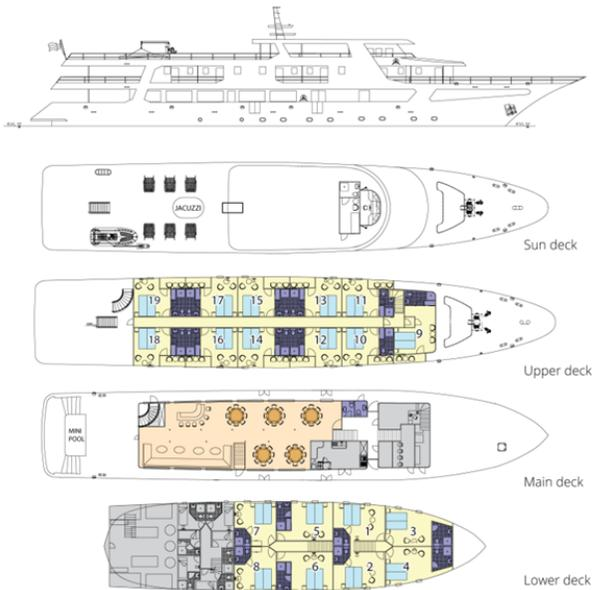 JACUZZI
Sun deck
19 17 15 13 11
9
18 16 14 12 10
Upper deck
MINI
POOL
Main deck
7 5 1 3
8 6 2 4
Lower deck